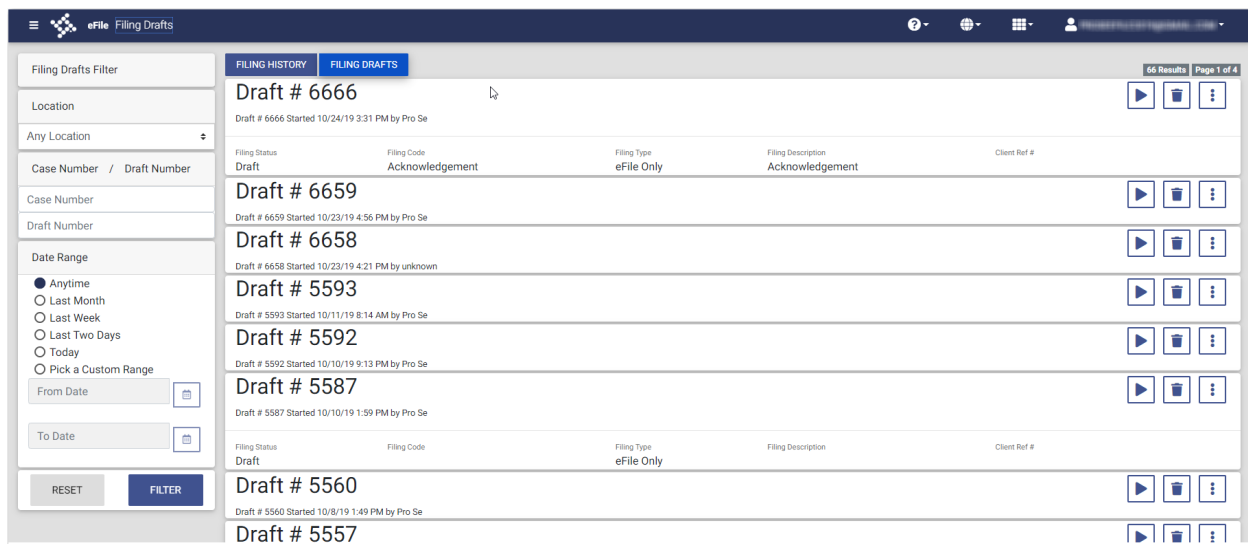 eFile Filing Drafts
Filing Drafts Filter
Location
Any Location
Case Number / Draft Number
Case Number
Draft Number
Date Range
Anytime
Last Month
Last Week
Last Two Days
Today
Pick a Custom Range
From Date
To Date
RESET FILTER
FILING HISTORY FILING DRAFTS
66 Results Page 1 of 4
Draft # 6666
Draft # 6666 Started 10/24/19 3:31 PM by Pro Se
Filing Status Filing Code Filing Type Filing Description Client Ref #
Draft Acknowledgement eFile Only Acknowledgement
Draft # 6659
Draft # 6659 Started 10/23/19 4:56 PM by Pro Se
Draft # 6658
Draft # 6658 Started 10/23/19 4:21 PM by unknown
Draft # 5593
Draft # 5593 Started 10/11/19 8:14 AM by Pro Se
Draft # 5592
Draft # 5592 Started 10/10/19 9:13 PM by Pro Se
Draft # 5587
Draft # 5587 Started 10/10/19 1:59 PM by Pro Se
Filing Status Filing Code Filing Type Filing Description Client Ref #
Draft eFile Only
Draft # 5560
Draft # 5560 Started 10/8/19 1:49 PM by Pro Se
Draft # 5557